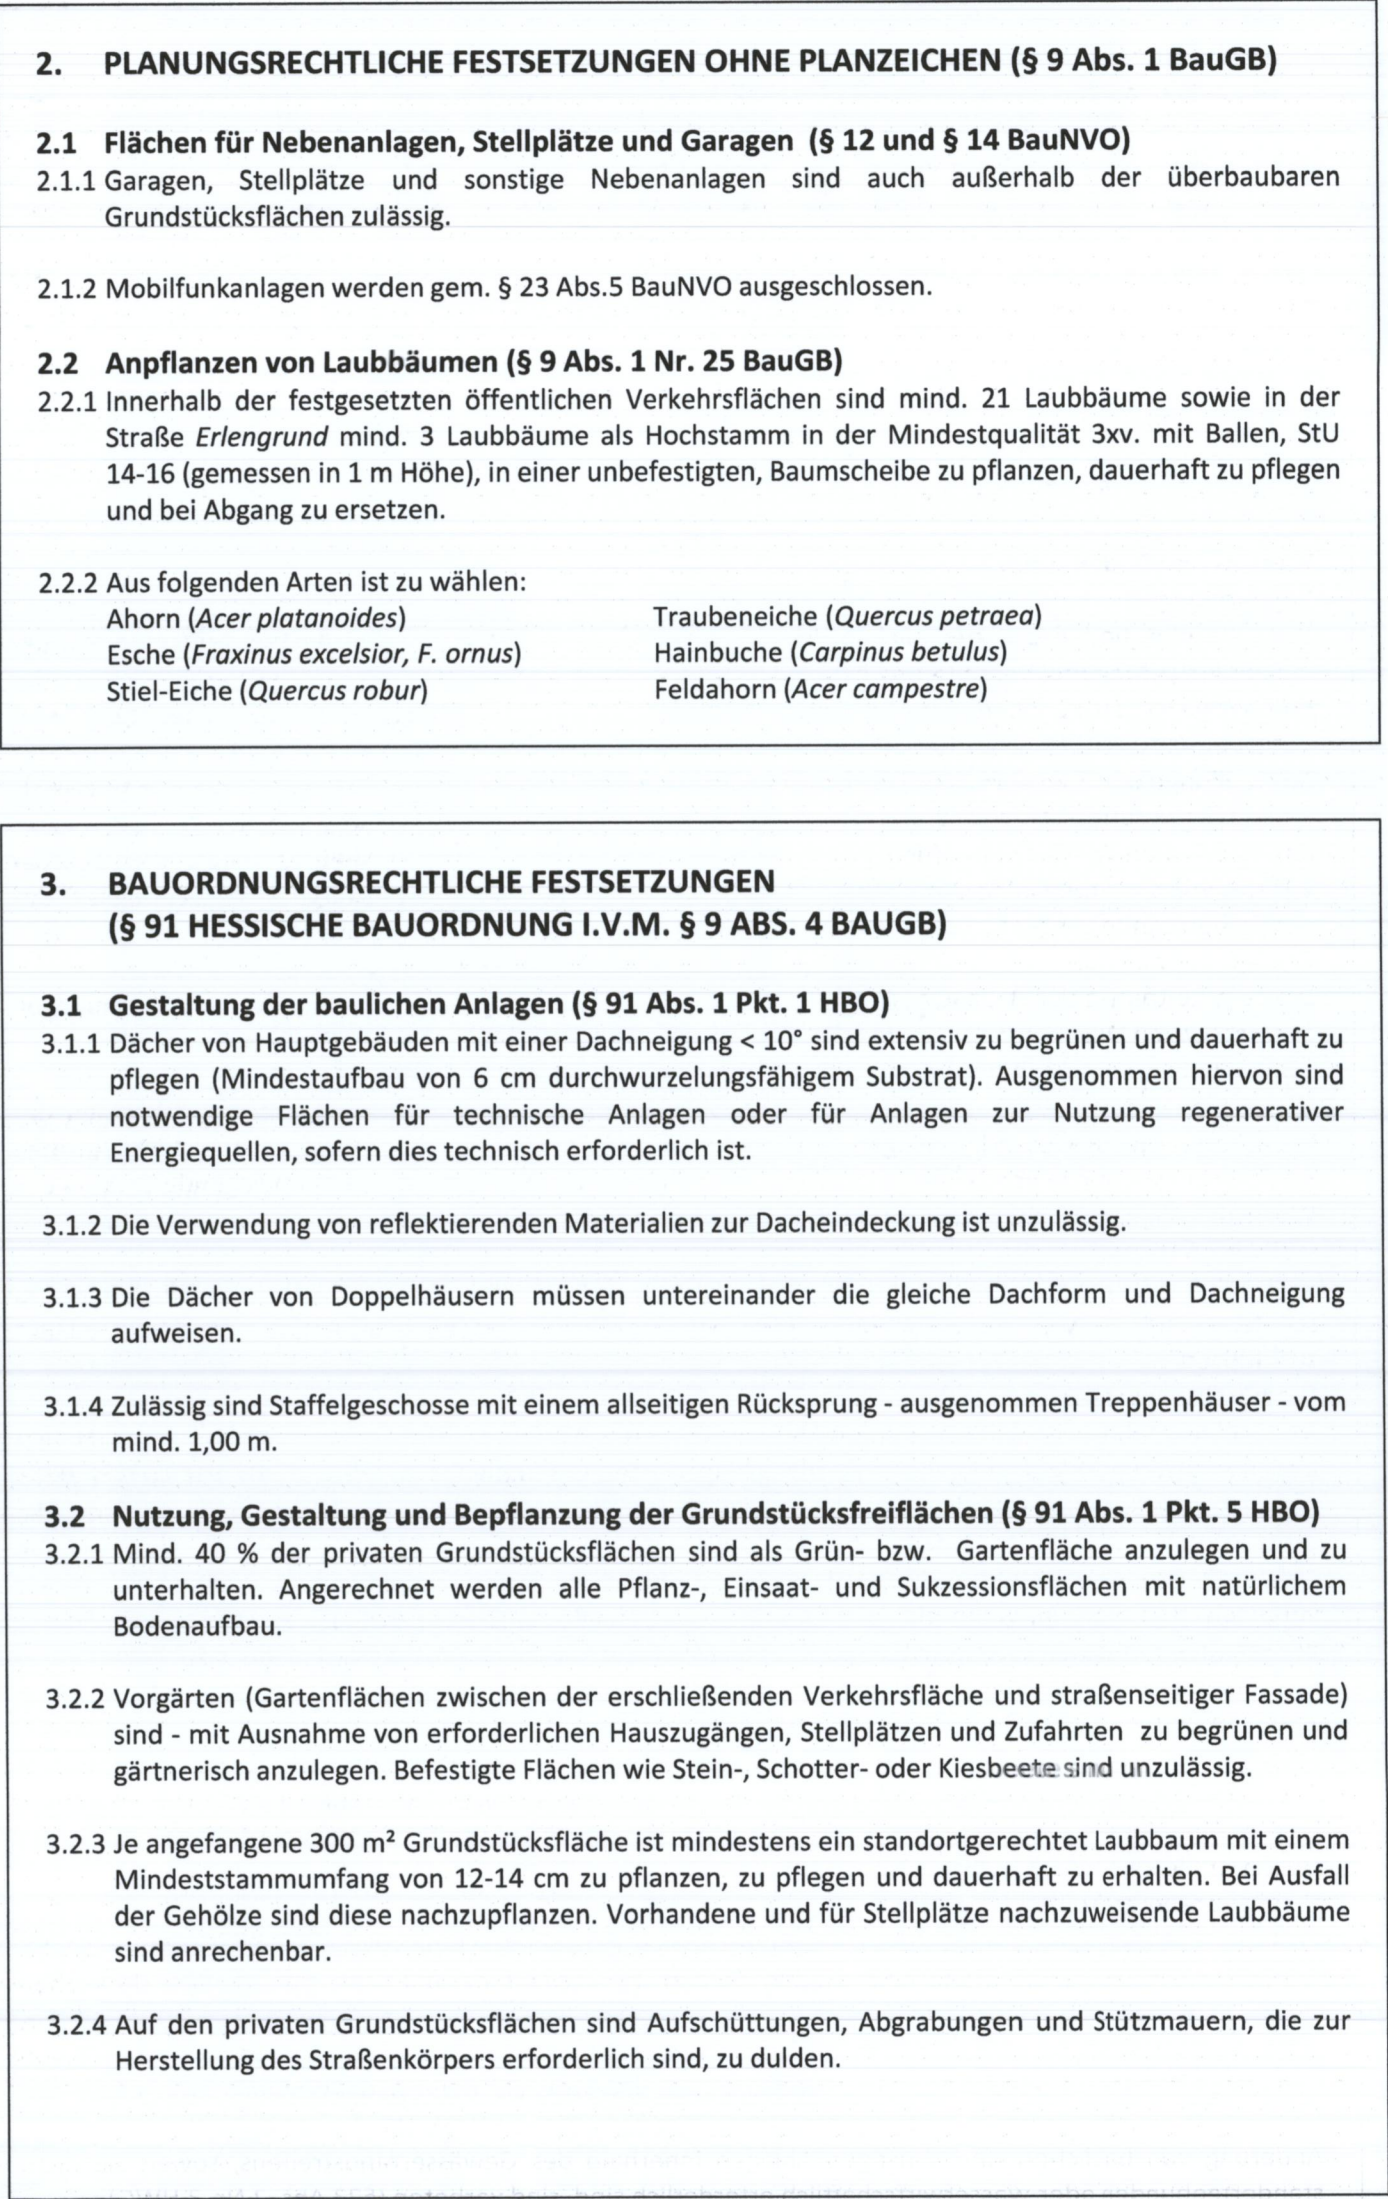 2. PLANUNGSRECHTLICHE FESTSETZUNGEN OHNE PLANZEICHEN (§ 9 Abs. 1 BauGB)
2.1 Flächen für Nebenanlagen, Stellplätze und Garagen (§ 12 und § 14 BauNVO)
2.1.1 Garagen, Stellplätze und sonstige Nebenanlagen sind auch außerhalb der überbaubaren
Grundstücksflächen zulässig.
2.1.2 Mobilfunkanlagen werden gem. § 23 Abs.5 BauNVO ausgeschlossen.
2.2 Anpflanzen von Laubbäumen (§ 9 Abs. 1 Nr. 25 BauGB)
2.2.1 Innerhalb der festgesetzten öffentlichen Verkehrsflächen sind mind. 21 Laubbäume sowie in der
Straße Erlengrund mind. 3 Laubbäume als Hochstamm in der Mindestqualität 3xv. mit Ballen, StU
14-16 (gemessen in 1 m Höhe), in einer unbefestigten, Baumscheibe zu pflanzen, dauerhaft zu pflegen
und bei Abgang zu ersetzen.
2.2.2 Aus folgenden Arten ist zu wählen:
Ahorn (Acer platanoides) Traubeneiche (Quercus petraea)
Esche (Fraxinus excelsior, F. ornus) Hainbuche (Carpinus betulus)
Stiel-Eiche (Quercus robur) Feldahorn (Acer campestre)
3. BAUORDNUNGSRECHTLICHE FESTSETZUNGEN
(§ 91 HESSISCHE BAUORDNUNG I.V.M. § 9 ABS. 4 BAUGB)
3.1 Gestaltung der baulichen Anlagen (§ 91 Abs. 1 Pkt. 1 HBO)
3.1.1 Dächer von Hauptgebäuden mit einer Dachneigung < 10° sind extensiv zu begrünen und dauerhaft zu
pflegen (Mindestaufbau von 6 cm durchwurzelungsfähigem Substrat). Ausgenommen hiervon sind
notwendige Flächen für technische Anlagen oder für Anlagen zur Nutzung regenerativer
Energiequellen, sofern dies technisch erforderlich ist.
3.1.2 Die Verwendung von reflektierenden Materialien zur Dacheindeckung ist unzulässig.
3.1.3 Die Dächer von Doppelhäusern müssen untereinander die gleiche Dachform und Dachneigung
aufweisen.
3.1.4 Zulässig sind Staffelgeschosse mit einem allseitigen Rücksprung - ausgenommen Treppenhäuser - vom
mind. 1,00 m.
3.2 Nutzung, Gestaltung und Bepflanzung der Grundstücksfreiflächen (§ 91 Abs. 1 Pkt. 5 HBO)
3.2.1 Mind. 40 % der privaten Grundstücksflächen sind als Grün- bzw. Gartenfläche anzulegen und zu
unterhalten. Angerechnet werden alle Pflanz-, Einsaat- und Sukzessionsflächen mit natürlichem
Bodenaufbau.
3.2.2 Vorgärten (Gartenflächen zwischen der erschließenden Verkehrsfläche und straßenseitiger Fassade)
sind - mit Ausnahme von erforderlichen Hauszugängen, Stellplätzen und Zufahrten zu begrünen und
gärtnerisch anzulegen. Befestigte Flächen wie Stein-, Schotter- oder Kiesbeete sind unzulässig.
3.2.3 Je angefangene 300 m² Grundstücksfläche ist mindestens ein standortgerechtet Laubbaum mit einem
Mindeststammumfang von 12-14 cm zu pflanzen, zu pflegen und dauerhaft zu erhalten. Bei Ausfall
der Gehölze sind diese nachzupflanzen. Vorhandene und für Stellplätze nachzuweisende Laubbäume
sind anrechenbar.
3.2.4 Auf den privaten Grundstücksflächen sind Aufschüttungen, Abgrabungen und Stützmauern, die zur
Herstellung des Straßenkörpers erforderlich sind, zu dulden.